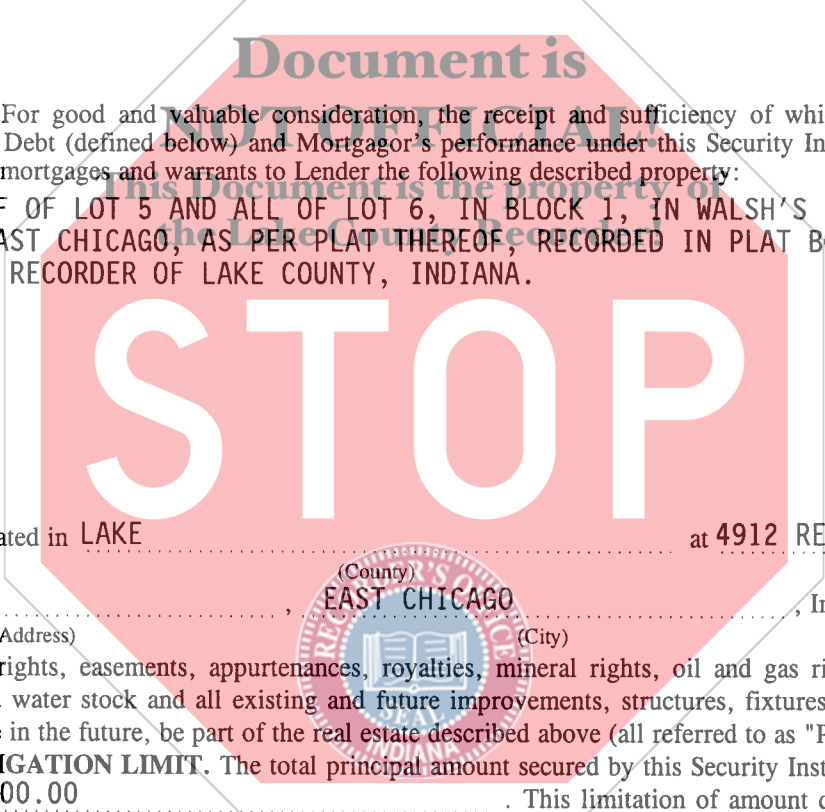 Document is
For good and valuable consideration, the receipt and sufficiency of whi
NOT OFFICIAL!
Debt (defined below) and Mortgagor's performance under this Security In
mortgages and warrants to Lender the following described property:
This Document is the property of
F OF LOT 5 AND ALL OF LOT 6, IN BLOCK 1, IN WALSH'S
the Lake County Recorder!
AST CHICAGO, AS PER PLAT THEREOF, RECORDED IN PLAT B
RECORDER OF LAKE COUNTY, INDIANA.
STOP
ated in LAKE at 4912 RE
(County)
, EAST CHICAGO , In
Address) (City)
RECORDER'S OFFICE
rights, easements, appurtenances, royalties, mineral rights, oil and gas ri
water stock and all existing and future improvements, structures, fixtures
SEAL
in the future, be part of the real estate described above (all referred to as "P
INDIANA
IGATION LIMIT. The total principal amount secured by this Security Inst
00.00 . This limitation of amount